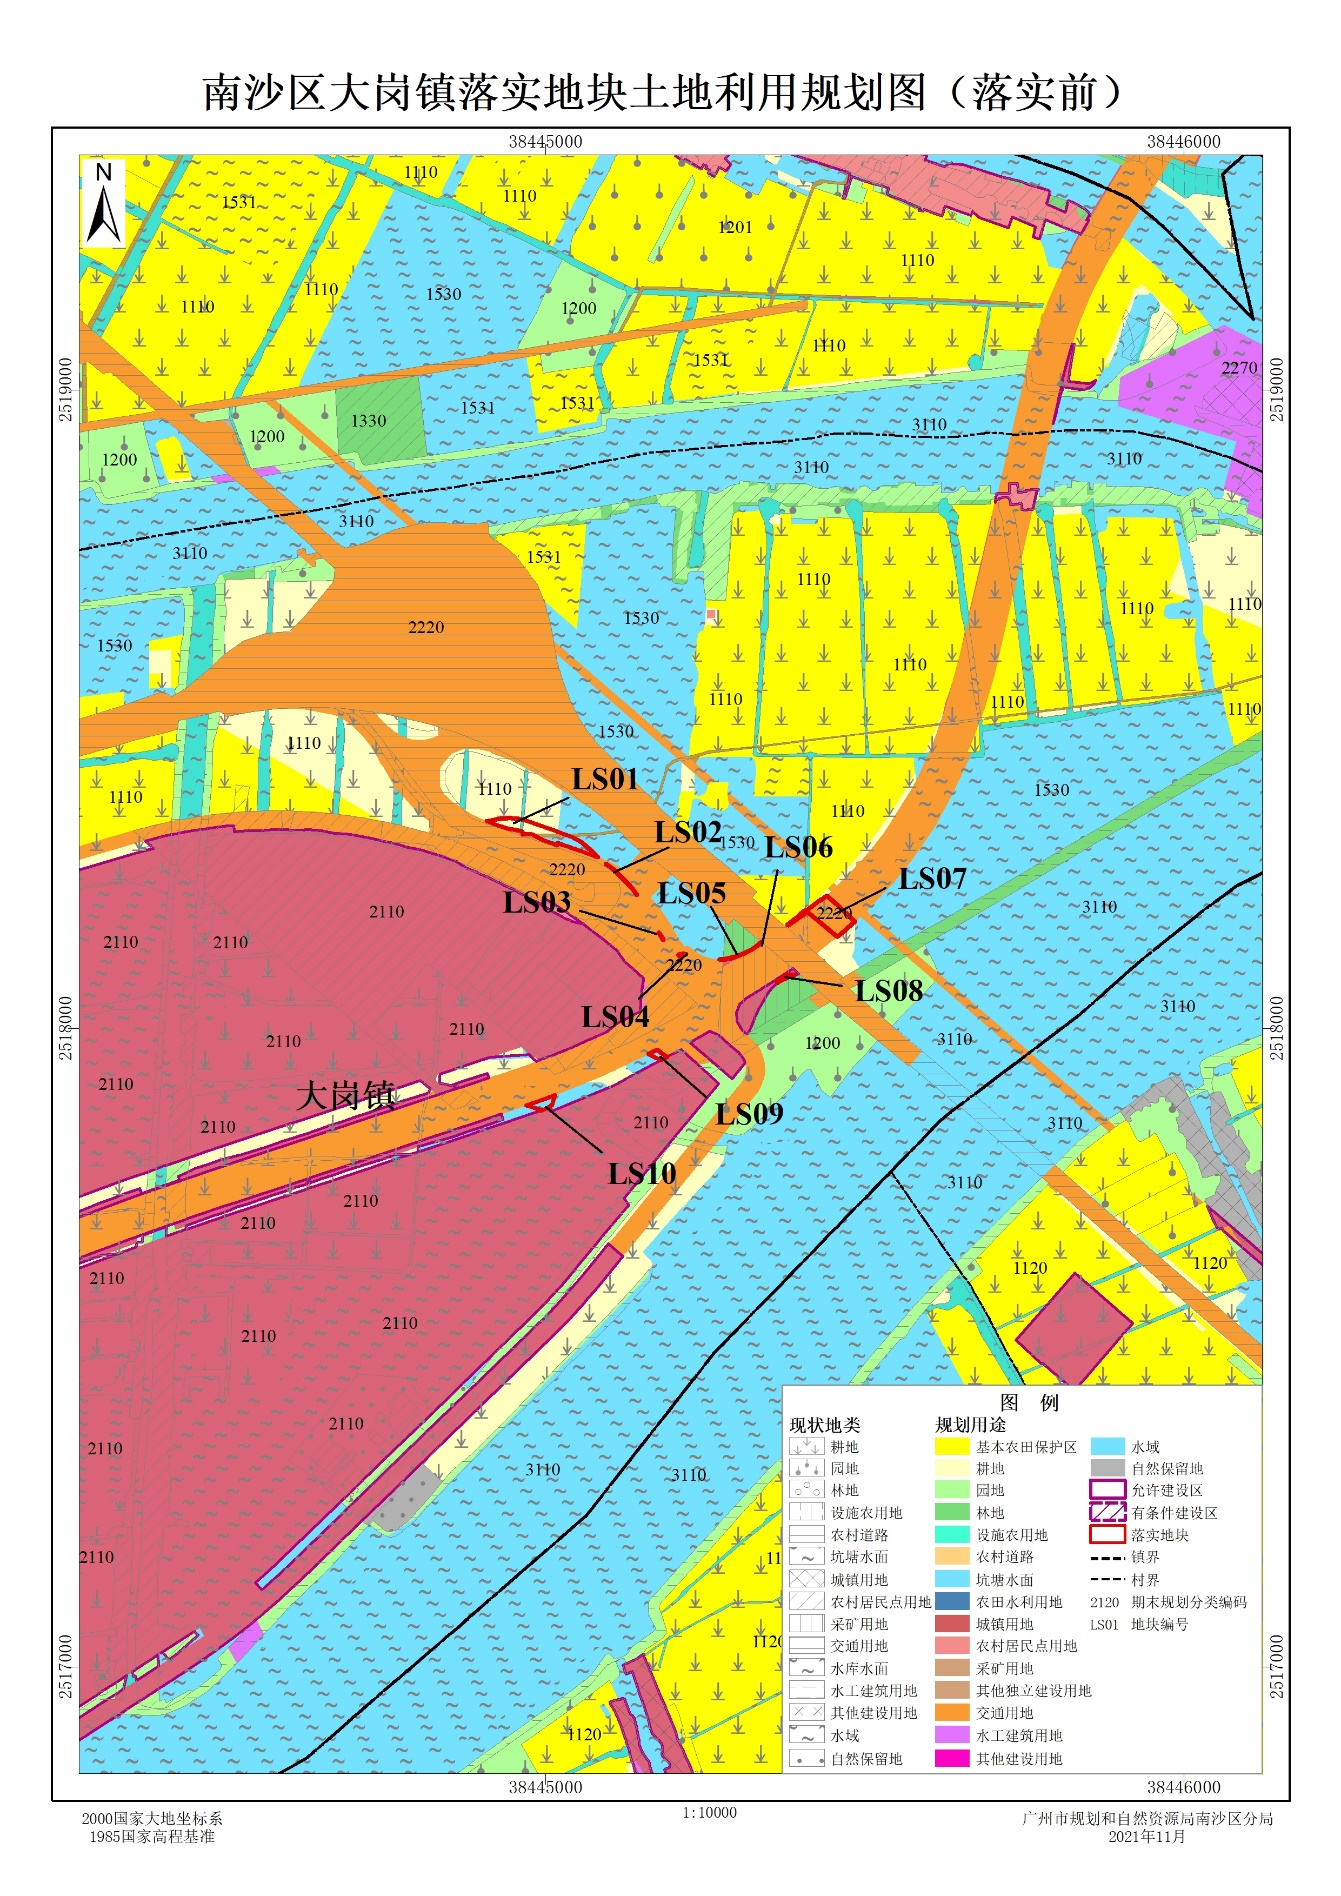 南沙区大岗镇落实地块土地利用规划图（落实前）
38445000 38446000
N
1531 1110 1110 1201 1110
1110 1110 1530 1200 1110
1531 2270
2519000 2519000
1330 1531 1531 3110
1200 1200 3110 3110
3110 3110
1531 1110 1110 1110
2220 1530 1530
1110 1110 1110 1110
1110 1530
1110 1110 LS01 1530 1110
LS02 1530 LS06
2220 LS05 LS07
2110 LS03 2220 3110
2110 2110 2220
LS04 LS08 3110
2518000 2518000
2110 2110 1200 3110
2110 大岗镇 LS09 3110
2110 2110
LS10 3110
2110 2110
2110 1120 1120
2110 2110
2110 2110
3110 3110
2110 11
1120
2517000 2517000
1120
图 例
现状地类
耕地
园地
林地
设施农用地
农村道路
坑塘水面
城镇用地
农村居民点用地
采矿用地
交通用地
水库水面
水工建筑用地
其他建设用地
水域
自然保留地
规划用途
基本农田保护区
耕地
园地
林地
设施农用地
农村道路
坑塘水面
农田水利用地
城镇用地
农村居民点用地
采矿用地
其他独立建设用地
交通用地
水工建筑用地
其他建设用地
水域
自然保留地
允许建设区
有条件建设区
落实地块
镇界
村界
2120 期末规划分类编码
LS01 地块编号
38445000 38446000
2000国家大地坐标系
1985国家高程基准
1:10000
广州市规划和自然资源局南沙区分局
2021年11月